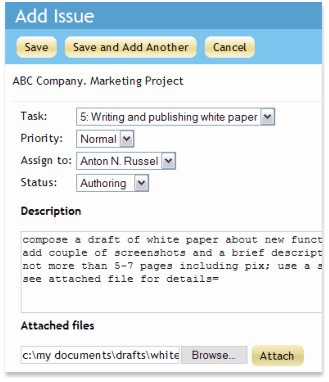 Add Issue
Save Save and Add Another Cancel
ABC Company. Marketing Project
Task: 5: Writing and publishing white paper
Priority: Normal
Assign to: Anton N. Russel
Status: Authoring
Description
compose a draft of white paper about new
add couple of screenshots and a brief
not more than 5-7 pages including pix; use a
see attached file for details=
Attached files
c:\my documents\drafts\white Browse... Attach